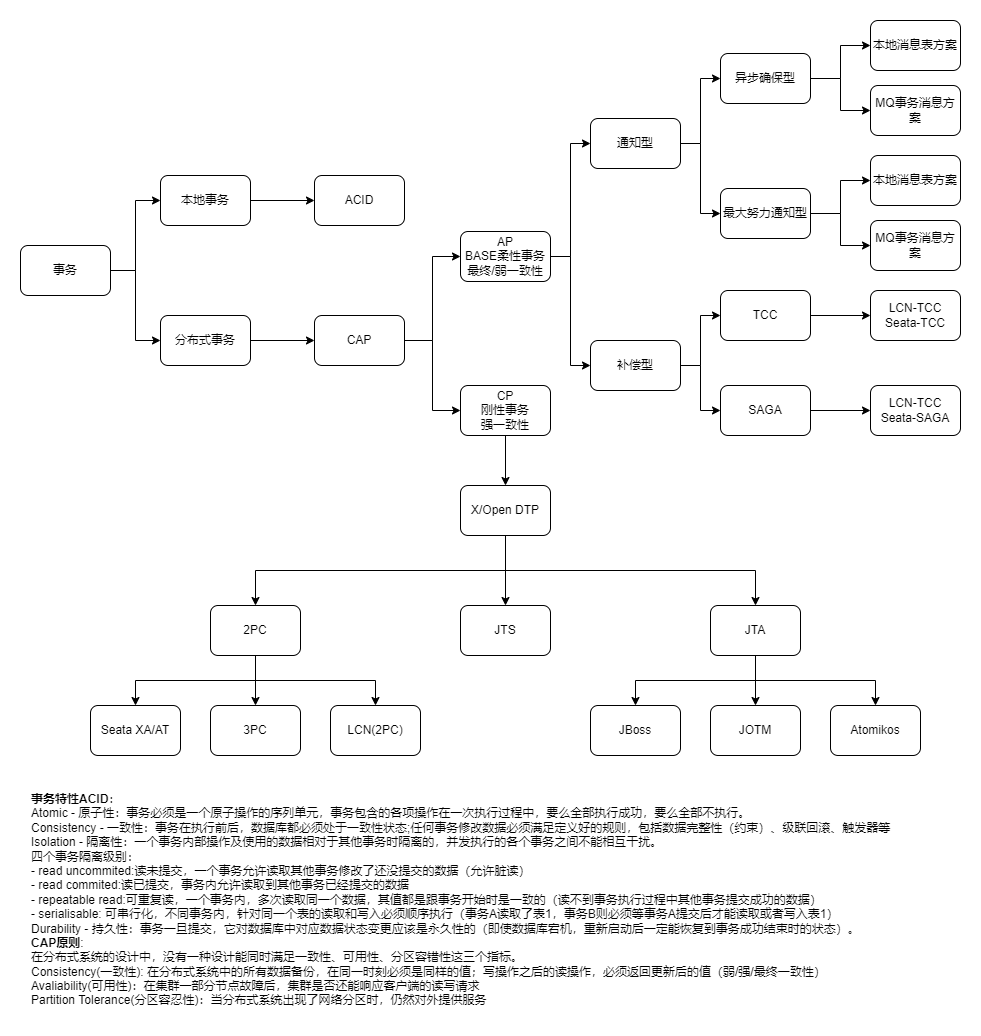 本地消息表方案
异步确保型
MQ事务消息方
案
通知型
本地消息表方案
本地事务
ACID
最大努力通知型
MQ事务消息方
案
AP
BASE柔性事务
最终/弱一致性
事务
TCC
LCN-TCC
Seata-TCC
分布式事务
CAP
补偿型
CP
刚性事务
强一致性
SAGA
LCN-TCC
Seata-SAGA
X/Open DTP
2PC
JTS
JTA
Seata XA/AT
3PC
LCN(2PC)
JBoss
JOTM
Atomikos
事务特性ACID：
Atomic - 原子性：事务必须是一个原子操作的序列单元，事务包含的各项操作在一次执行过程中，要么全部执行成功，要么全部不执行。
Consistency - 一致性：事务在执行前后，数据库都必须处于一致性状态;任何事务修改数据必须满足定义好的规则，包括数据完整性（约束）、级联回滚、触发器等
Isolation - 隔离性：一个事务内部操作及使用的数据相对于其他事务时隔离的，并发执行的各个事务之间不能相互干扰。
四个事务隔离级别：
- read uncommited:读未提交，一个事务允许读取其他事务修改了还没提交的数据（允许脏读）
- read commited:读已提交，事务内允许读取到其他事务已经提交的数据
- repeatable read:可重复读，一个事务内，多次读取同一个数据，其值都是跟事务开始时是一致的（读不到事务执行过程中其他事务提交成功的数据）
- serialisable: 可串行化，不同事务内，针对同一个表的读取和写入必须顺序执行（事务A读取了表1，事务B则必须等事务A提交后才能读取或者写入表1）
Durability - 持久性：事务一旦提交，它对数据库中对应数据状态变更应该是永久性的（即使数据库宕机，重新启动后一定能恢复到事务成功结束时的状态）。
CAP原则:
在分布式系统的设计中，没有一种设计能同时满足一致性、可用性、分区容错性这三个指标。
Consistency(一致性): 在分布式系统中的所有数据备份，在同一时刻必须是同样的值；写操作之后的读操作，必须返回更新后的值（弱/强/最终一致性）
Avaliability(可用性)：在集群一部分节点故障后，集群是否还能响应客户端的读写请求
Partition Tolerance(分区容忍性)：当分布式系统出现了网络分区时，仍然对外提供服务